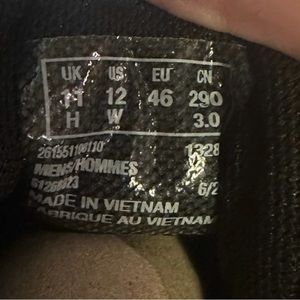 UK US EU CN
11 12 46 290
H W 3.0
1328
MENS/HOMMES
6/2
MADE IN VIETNAM
FABRIQUE AU VIETNAM